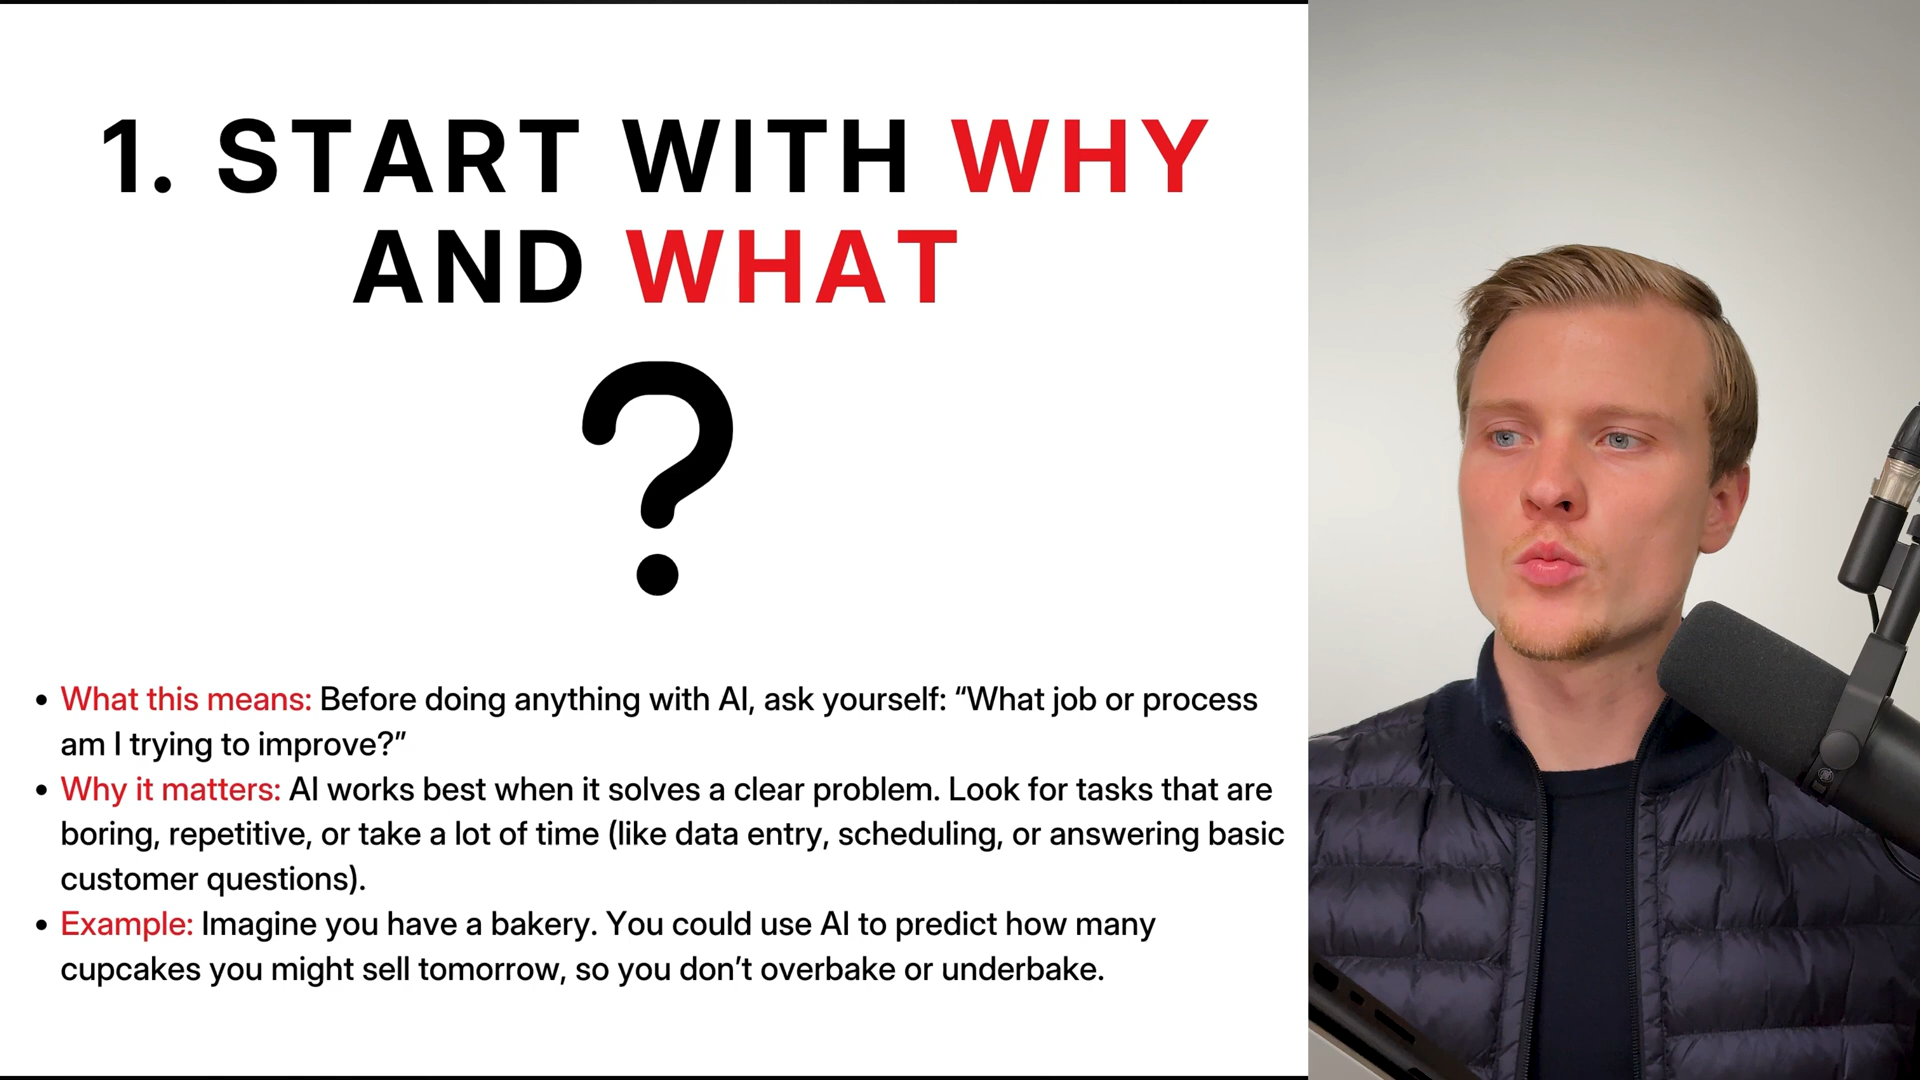 1. START WITH WHY
AND WHAT
?
• What this means: Before doing anything with AI, ask yourself: “What job or process
am I trying to improve?”
• Why it matters: AI works best when it solves a clear problem. Look for tasks that are
boring, repetitive, or take a lot of time (like data entry, scheduling, or answering basic
customer questions).
• Example: Imagine you have a bakery. You could use AI to predict how many
cupcakes you might sell tomorrow, so you don’t overbake or underbake.